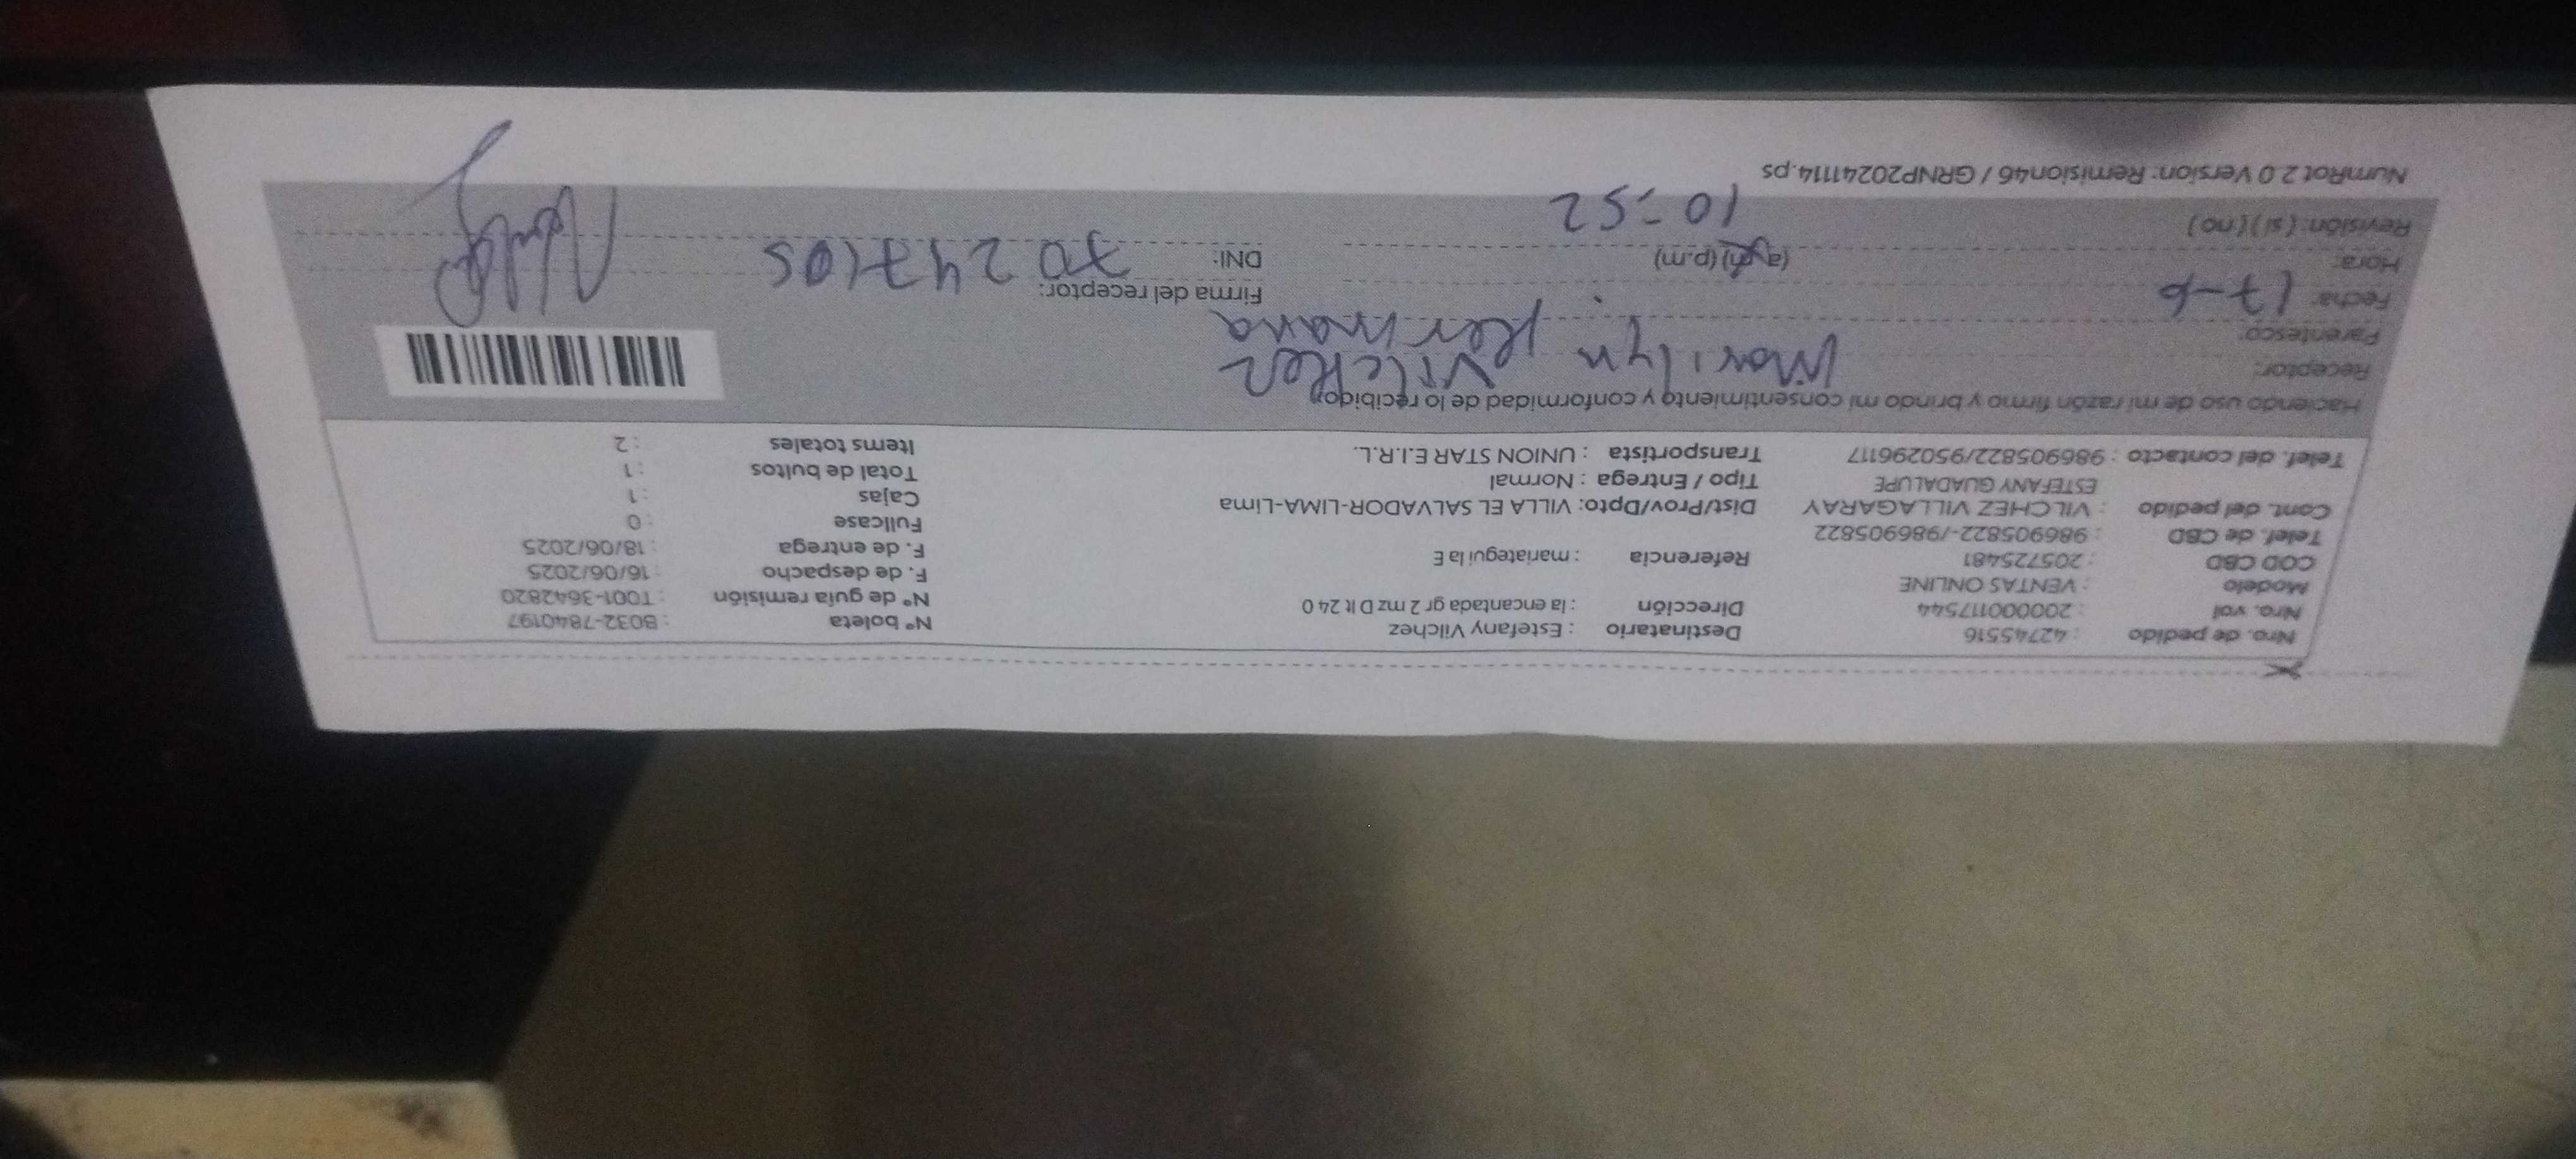 Nro. de pedido : 42745516 Destinatario : Estefany Vilchez N° boleta : B032-7840197
Nro. vol : 2000000117544 Dirección : la encantada gr 2 mz D lt 24 0 N° de guía remisión : T001-3642820
Modelo : VENTAS ONLINE F. de despacho : 16/06/2025
COD CBD : 205725481 Referencia : mariategui la E F. de entrega : 18/06/2025
Telef. de CBD : 986905822-/986905822 Fullcase : 0
Cont. del pedido : VILCHEZ VILLAGARAY Dist/Prov/Dpto: VILLA EL SALVADOR-LIMA-Lima Cajas : 1
ESTEFANY GUADALUPE Tipo / Entrega : Normal Total de bultos : 1
Telef. del contacto : 986905822/950296117 Transportista : UNION STAR E.I.R.L. Items totales : 2
Haciendo uso de mi razón firmo y brindo mi consentimiento y conformidad de lo recibido,
Receptor: Marilyn Vilchez
Parentesco: Hermana
Fecha: 17-6 Firma del receptor:
Hora: (a.m) (p.m) DNI: 70247105
Revisión: (si) (no) 10:52
NumRot 2.0 Version: Remision46 / GRNP20241114.ps